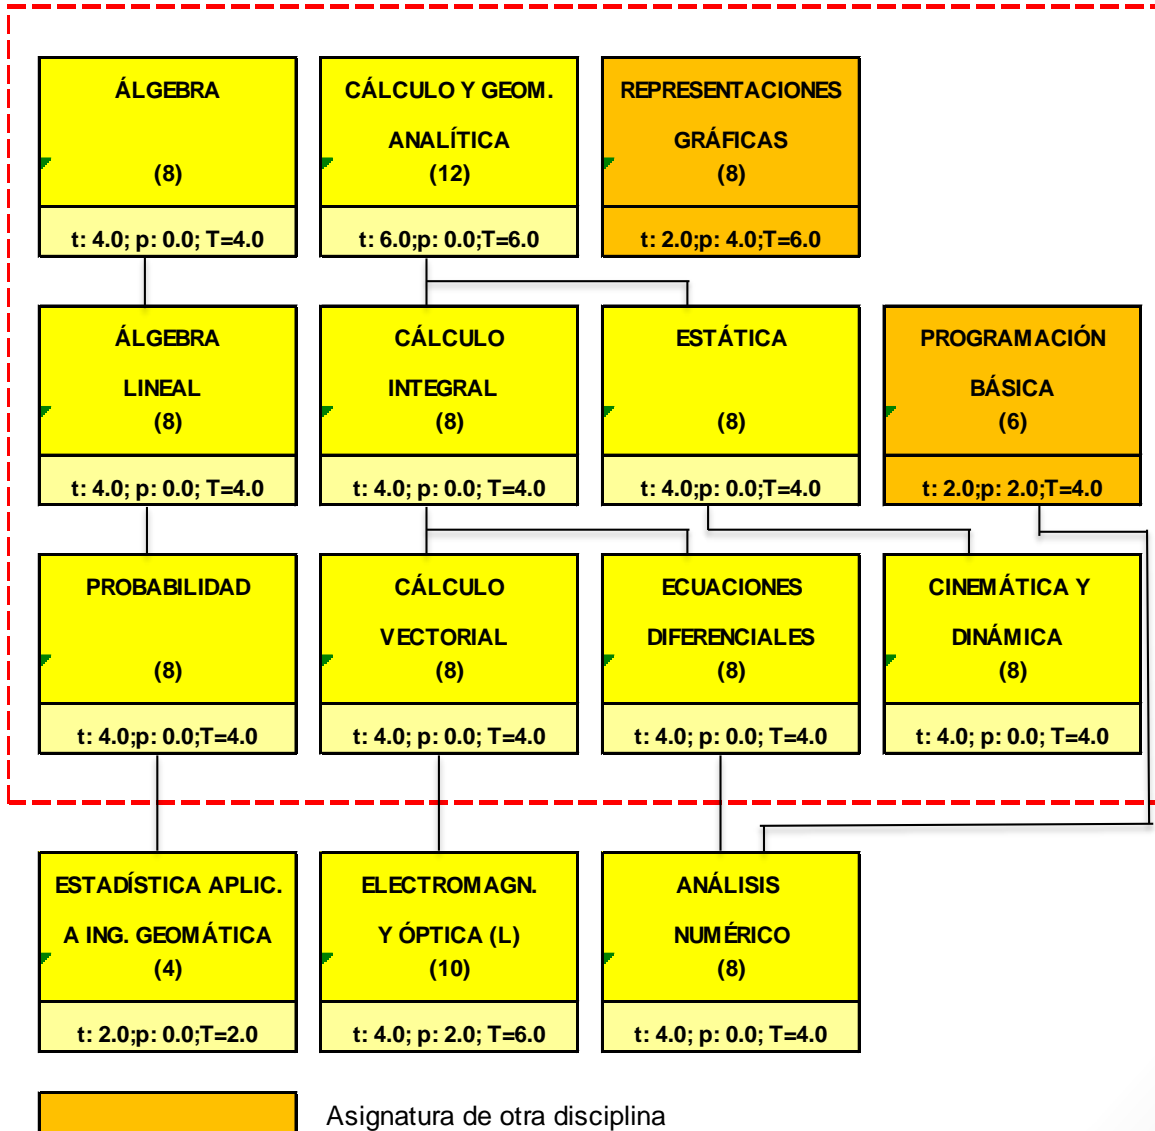 ÁLGEBRA
(8)
t: 4.0; p: 0.0; T=4.0
CÁLCULO Y GEOM.
ANALÍTICA
(12)
t: 6.0;p: 0.0;T=6.0
REPRESENTACIONES
GRÁFICAS
(8)
t: 2.0;p: 4.0;T=6.0
ÁLGEBRA
LINEAL
(8)
t: 4.0; p: 0.0; T=4.0
CÁLCULO
INTEGRAL
(8)
t: 4.0; p: 0.0; T=4.0
ESTÁTICA
(8)
t: 4.0;p: 0.0;T=4.0
PROGRAMACIÓN
BÁSICA
(6)
t: 2.0;p: 2.0;T=4.0
PROBABILIDAD
(8)
t: 4.0;p: 0.0;T=4.0
CÁLCULO
VECTORIAL
(8)
t: 4.0; p: 0.0; T=4.0
ECUACIONES
DIFERENCIALES
(8)
t: 4.0; p: 0.0; T=4.0
CINEMÁTICA Y
DINÁMICA
(8)
t: 4.0; p: 0.0; T=4.0
ESTADÍSTICA APLIC.
A ING. GEOMÁTICA
(4)
t: 2.0;p: 0.0;T=2.0
ELECTROMAGN.
Y ÓPTICA (L)
(10)
t: 4.0; p: 2.0; T=6.0
ANÁLISIS
NUMÉRICO
(8)
t: 4.0; p: 0.0; T=4.0
Asignatura de otra disciplina